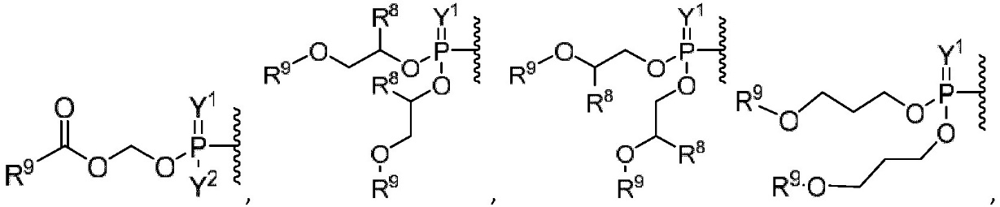 O Y¹
R⁹ O O P
Y² ,
R⁸ Y¹
R⁹ O O P
R⁸ O
O
R⁹ ,
Y¹
R⁹ O O P
R⁸ O
O R⁸
R⁹ ,
Y¹
R⁹ O O P
O
R⁹ O ,